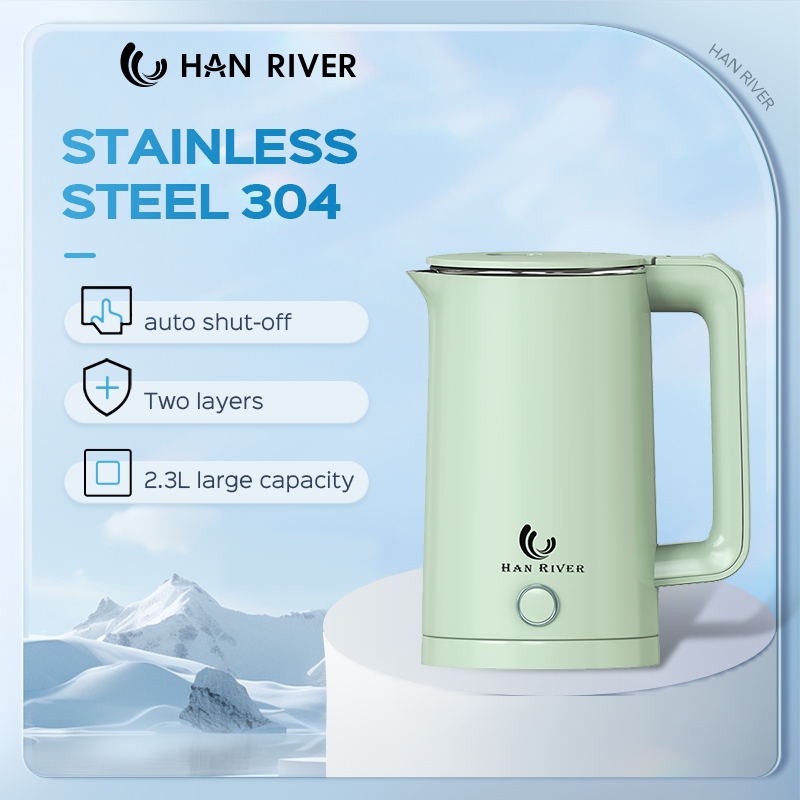 HAN RIVER
HAN RIVER
STAINLESS
STEEL 304
auto shut-off
Two layers
2.3L large capacity
HAN RIVER